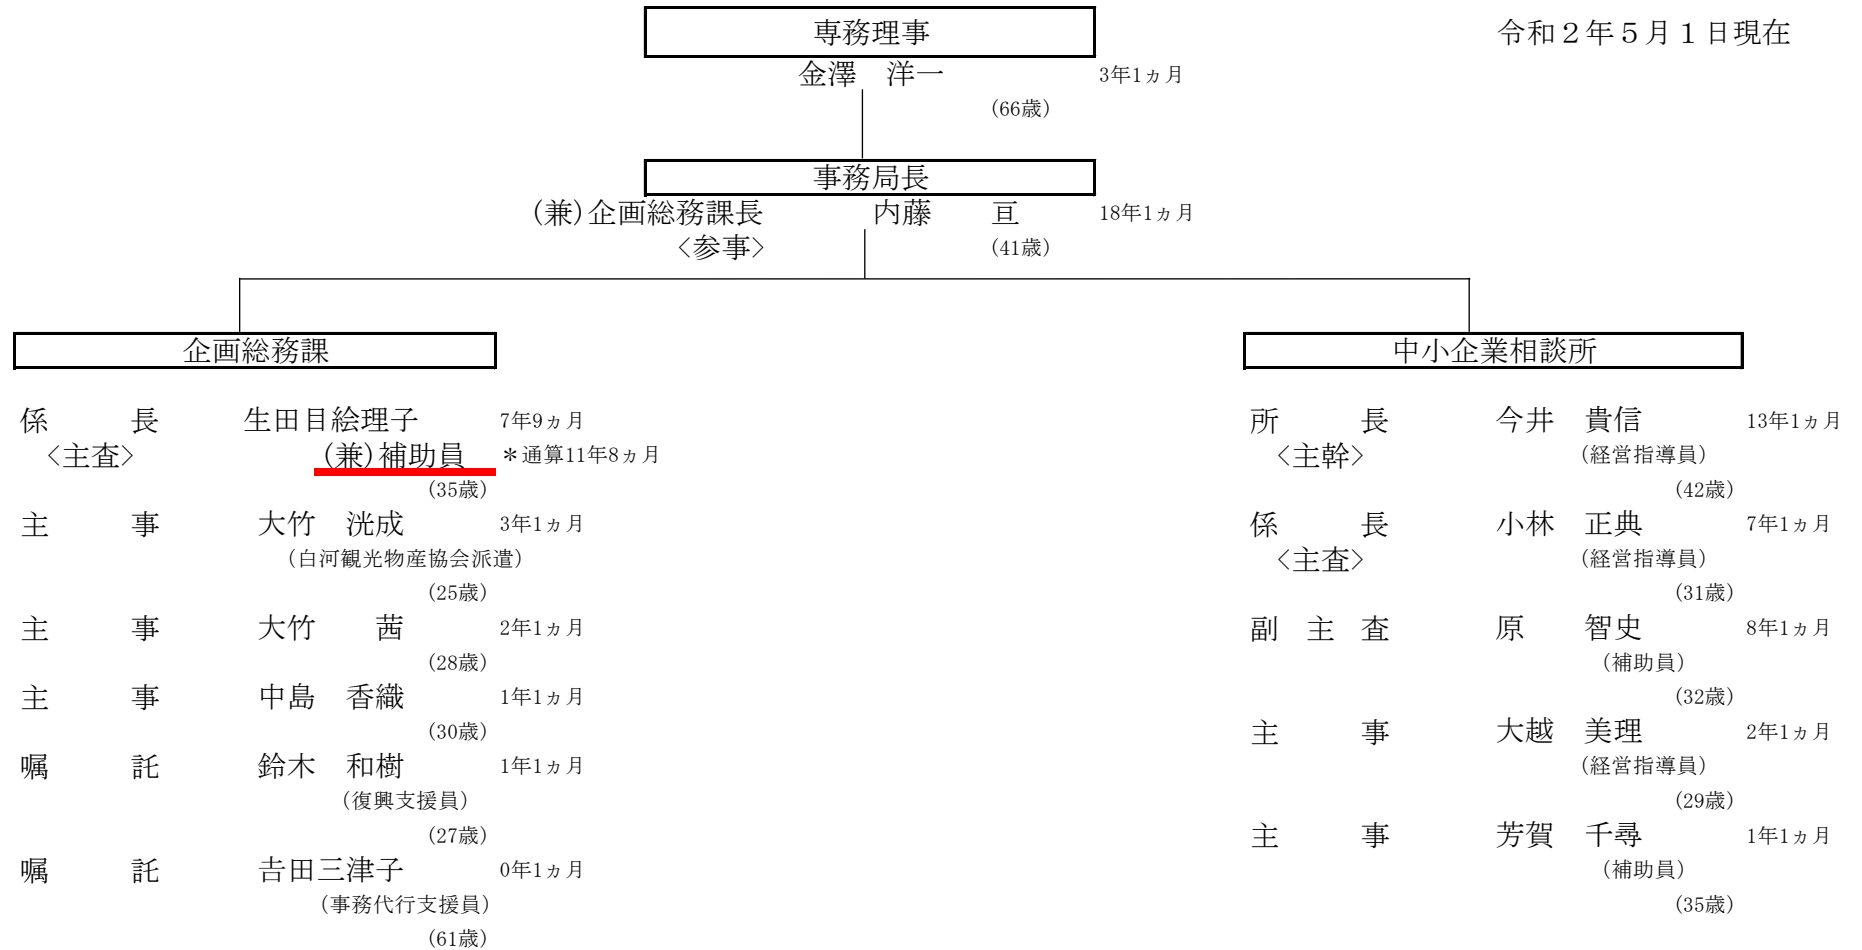 専務理事
令和２年５月１日現在
金澤　洋一　3年1ヵ月
(66歳)
事務局長
(兼)企画総務課長　内藤　亘　18年1ヵ月
<参事>　(41歳)
企画総務課
係　長　生田目絵理子　7年9ヵ月
<主査>　(兼)補助員　＊通算11年8ヵ月
(35歳)
主　事　大竹　洸成　3年1ヵ月
(白河観光物産協会派遣)
(25歳)
主　事　大竹　茜　2年1ヵ月
(28歳)
主　事　中島　香織　1年1ヵ月
(30歳)
嘱　託　鈴木　和樹　1年1ヵ月
(復興支援員)
(27歳)
嘱　託　𠮷田三津子　0年1ヵ月
(事務代行支援員)
(61歳)
中小企業相談所
所　長　今井　貴信　13年1ヵ月
<主幹>　(経営指導員)
(42歳)
係　長　小林　正典　7年1ヵ月
<主査>　(経営指導員)
(31歳)
副　主　査　原　智史　8年1ヵ月
(補助員)
(32歳)
主　事　大越　美理　2年1ヵ月
(経営指導員)
(29歳)
主　事　芳賀　千尋　1年1ヵ月
(補助員)
(35歳)